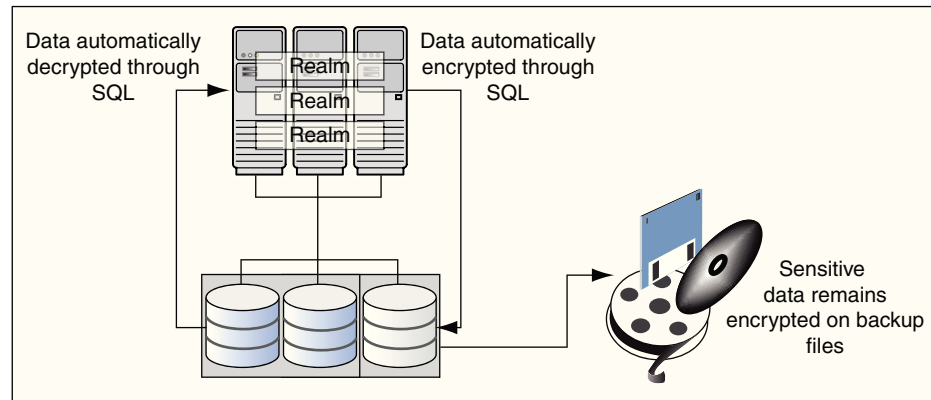 Data automatically
decrypted through
SQL
Realm
Realm
Realm
Data automatically
encrypted through
SQL
Sensitive
data remains
encrypted on backup
files